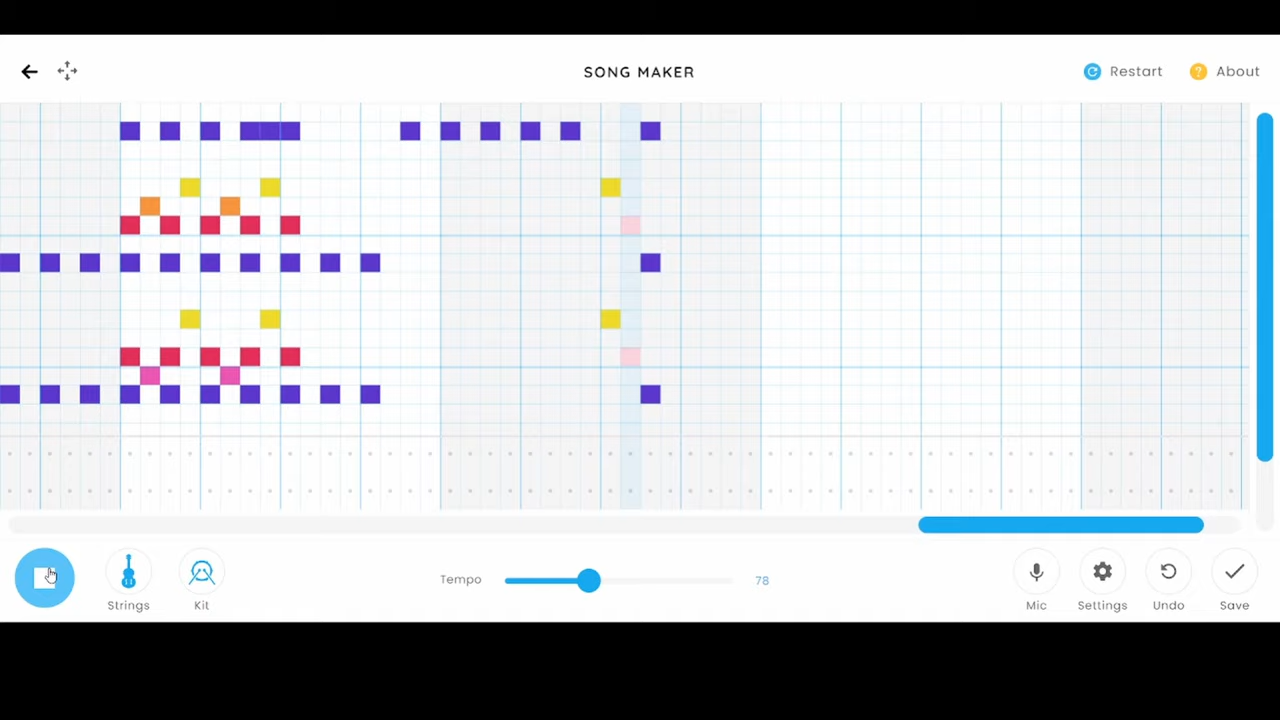 SONG MAKER
Restart
? About
Tempo
78
Strings
Kit
Mic
Settings
Undo
Save